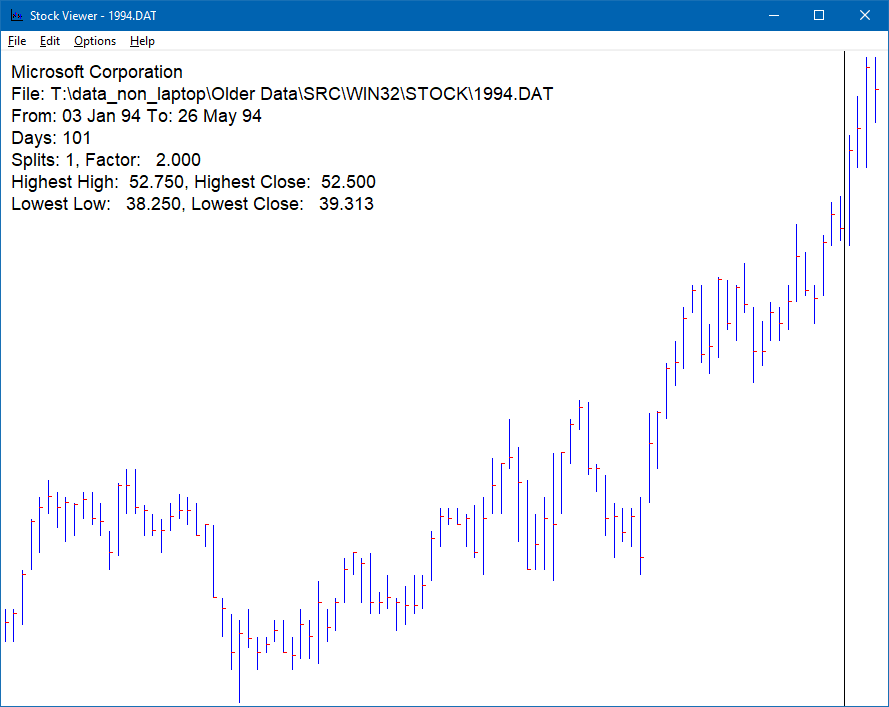 Stock Viewer - 1994.DAT
File Edit Options Help
Microsoft Corporation
File: T:\data_non_laptop\Older Data\SRC\WIN32\STOCK\1994.DAT
From: 03 Jan 94 To: 26 May 94
Days: 101
Splits: 1, Factor: 2.000
Highest High: 52.750, Highest Close: 52.500
Lowest Low: 38.250, Lowest Close: 39.313